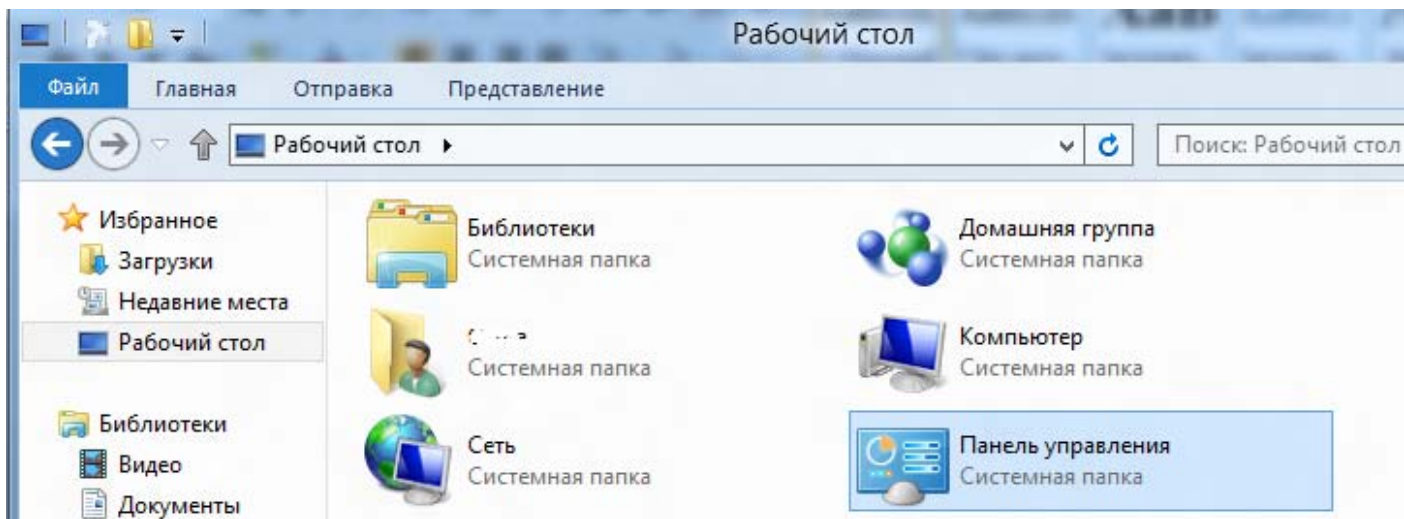 Рабочий стол
Файл Главная Отправка Представление
Рабочий стол Поиск: Рабочий стол
Избранное
Загрузки
Недавние места
Рабочий стол
Библиотеки
Видео
Документы
Библиотеки
Системная папка
Домашняя группа
Системная папка
Системная папка
Компьютер
Системная папка
Сеть
Системная папка
Панель управления
Системная папка